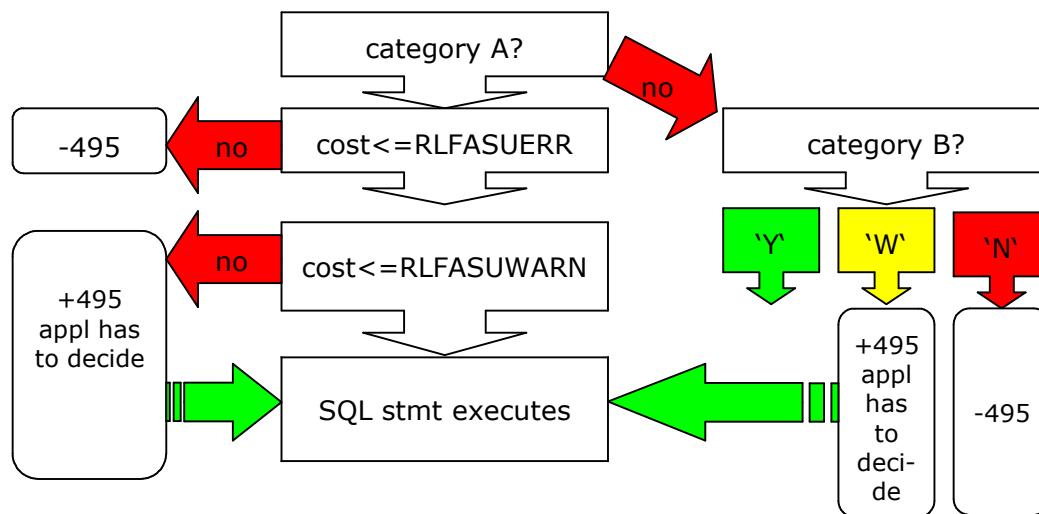 category A?
no
-495
no
cost<=RLFASUERR
category B?
no
cost<=RLFASUWARN
‘Y‘
‘W‘
‘N‘
+495
appl has
to decide
SQL stmt executes
+495
appl
has
to
deci-
de
-495